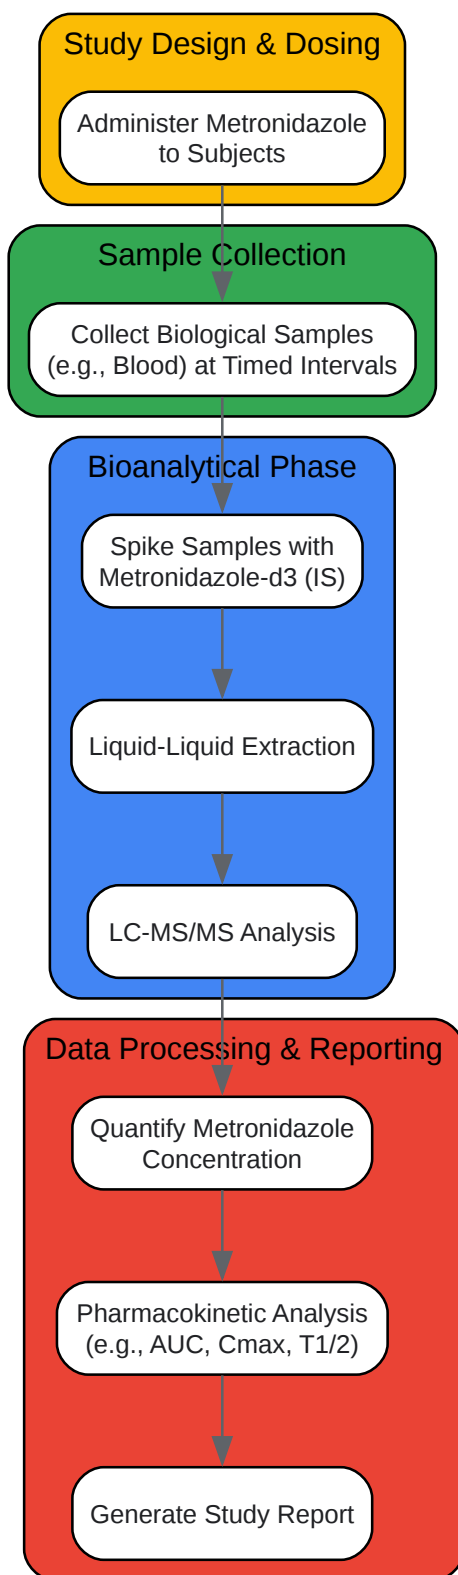 Study Design & Dosing
Administer Metronidazole
to Subjects
Sample Collection
Collect Biological Samples
(e.g., Blood) at Timed Intervals
Bioanalytical Phase
Spike Samples with
Metronidazole-d3 (IS)
Liquid-Liquid Extraction
LC-MS/MS Analysis
Data Processing & Reporting
Quantify Metronidazole
Concentration
Pharmacokinetic Analysis
(e.g., AUC, Cmax, T1/2)
Generate Study Report